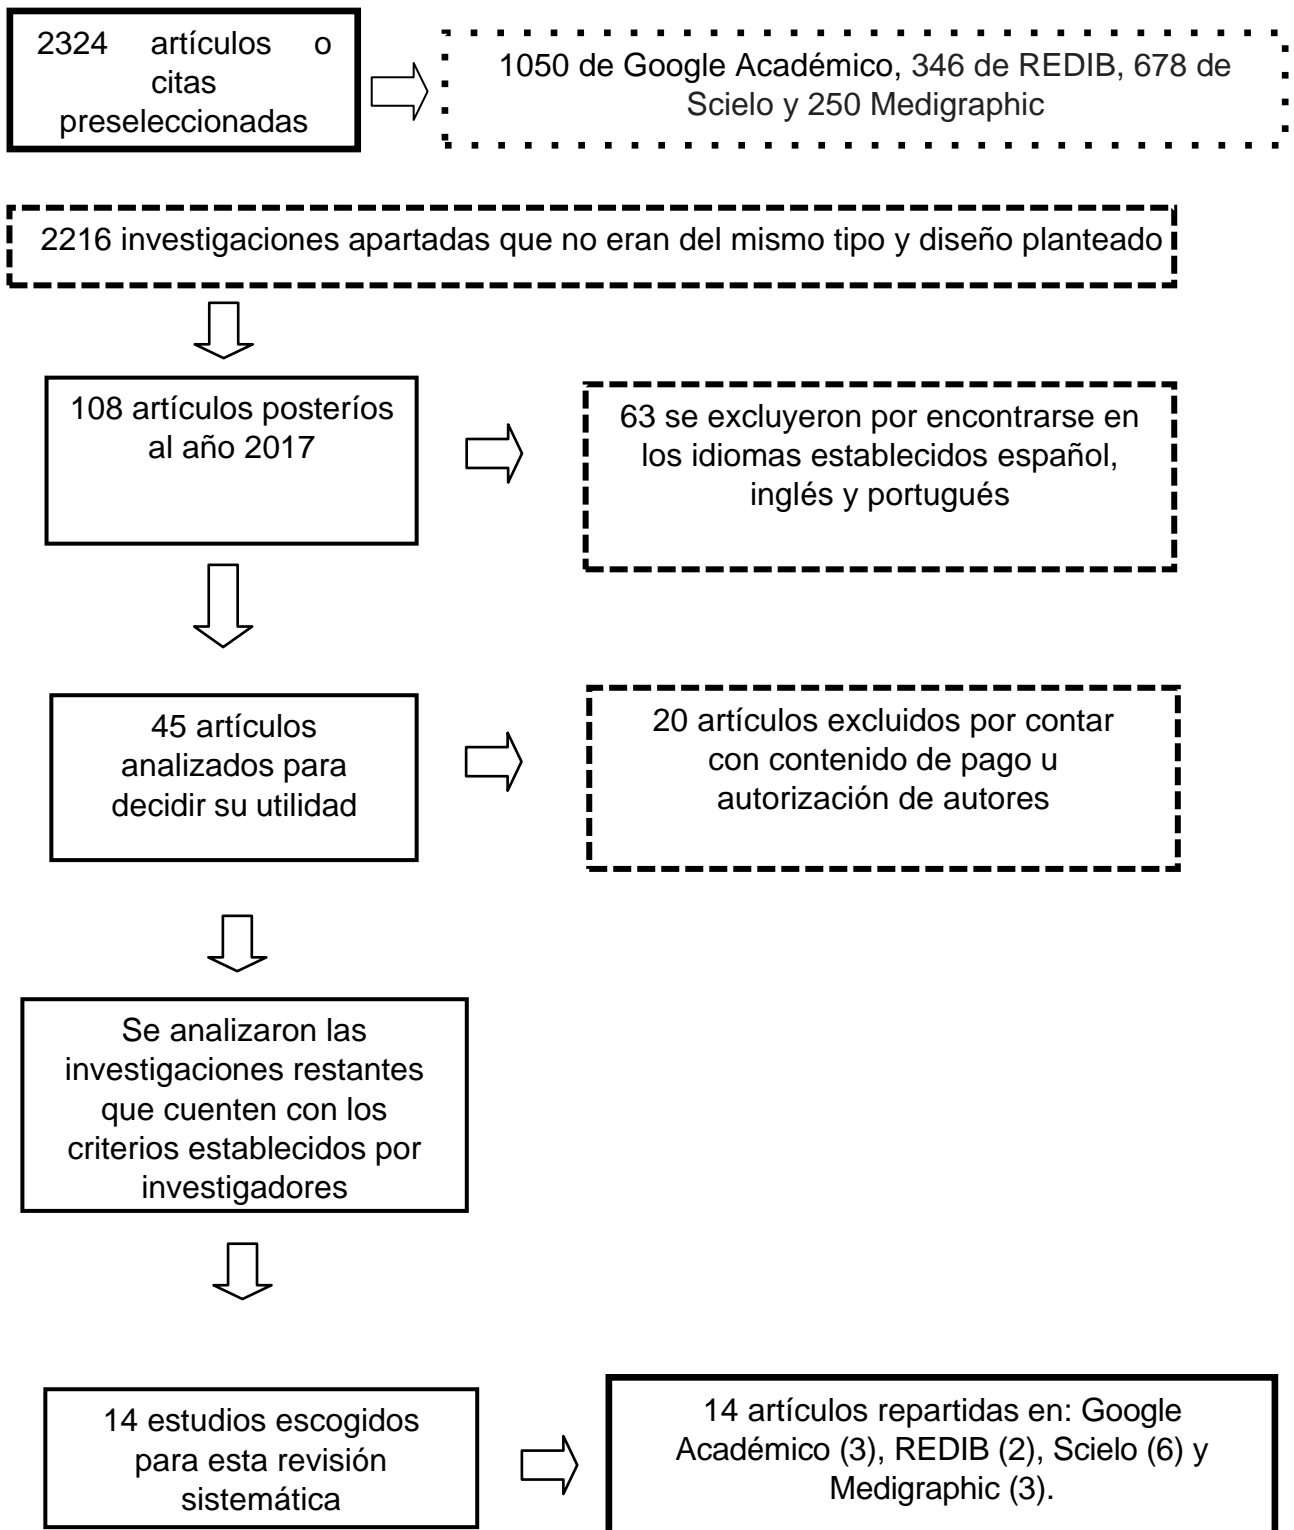 2324 artículos o
citas
preseleccionadas
1050 de Google Académico, 346 de REDIB, 678 de
Scielo y 250 Medigraphic
2216 investigaciones apartadas que no eran del mismo tipo y diseño planteado
108 artículos posteríos
al año 2017
63 se excluyeron por encontrarse en
los idiomas establecidos español,
inglés y portugués
45 artículos
analizados para
decidir su utilidad
20 artículos excluidos por contar
con contenido de pago u
autorización de autores
Se analizaron las
investigaciones restantes
que cuenten con los
criterios establecidos por
investigadores
14 estudios escogidos
para esta revisión
sistemática
14 artículos repartidas en: Google
Académico (3), REDIB (2), Scielo (6) y
Medigraphic (3).